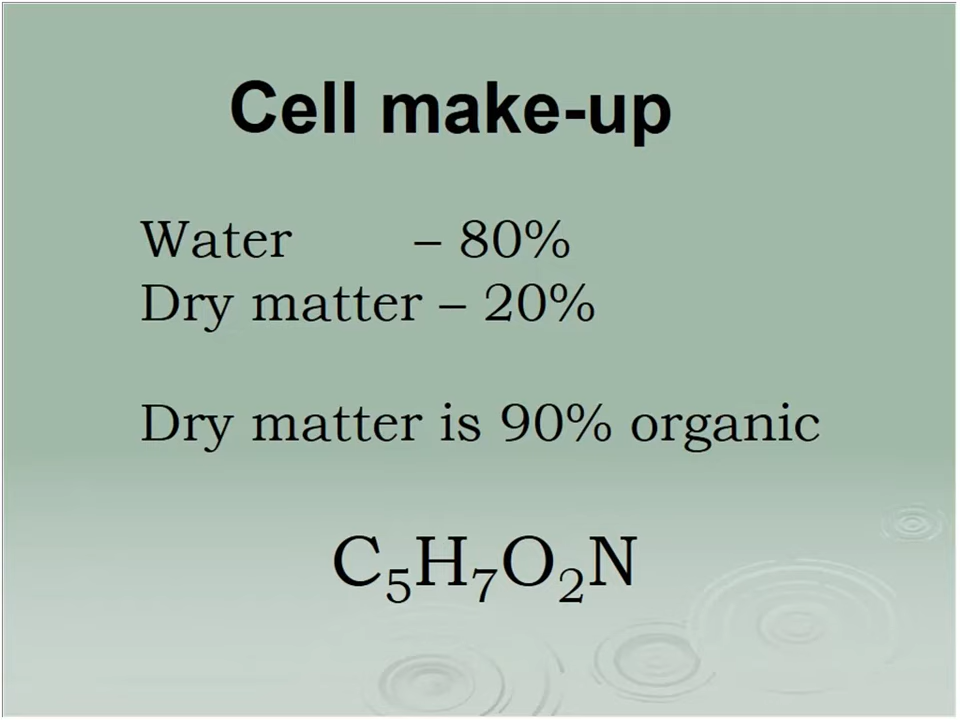 Cell make-up
Water – 80%
Dry matter – 20%
Dry matter is 90% organic
C₅H₇O₂N